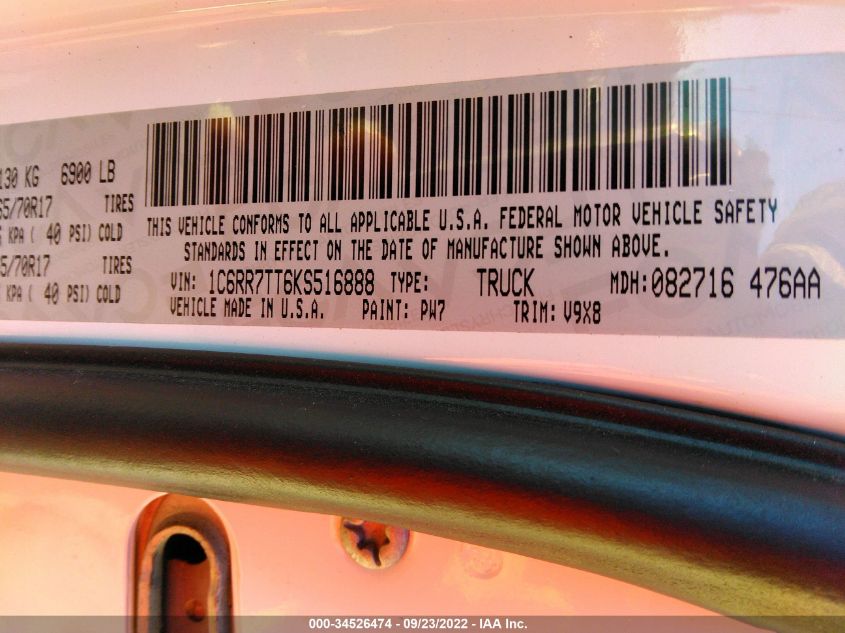 130 KG 6900 LB
65/70R17 TIRES
KPA ( 40 PSI) COLD
5/70R17 TIRES
KPA ( 40 PSI) COLD
THIS VEHICLE CONFORMS TO ALL APPLICABLE U.S.A. FEDERAL MOTOR VEHICLE SAFETY
STANDARDS IN EFFECT ON THE DATE OF MANUFACTURE SHOWN ABOVE.
VIN: 1C6RR7TT6KS516888 TYPE: TRUCK MDH:082716 476AA
VEHICLE MADE IN U.S.A. PAINT: PW7 TRIM: V9X8
000-34526474 - 09/23/2022 - IAA Inc.